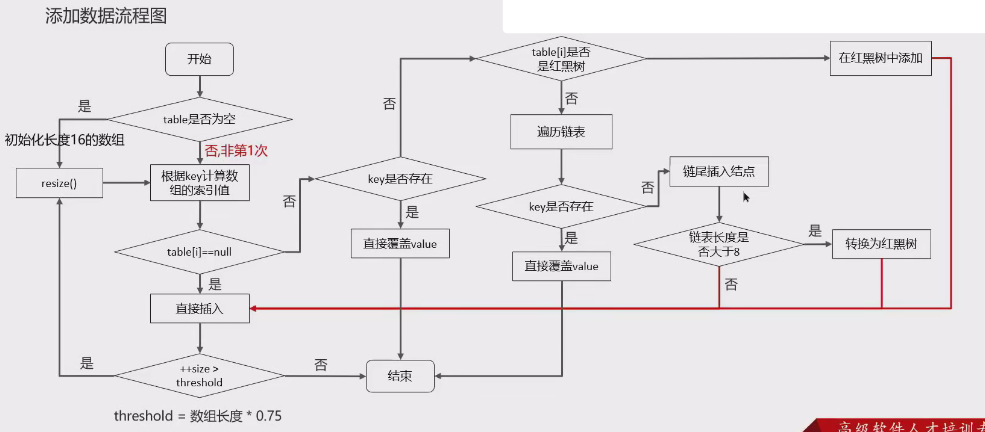 添加数据流程图
开始
table是否为空
是
初始化长度16的数组
否,非第1次
resize()
根据key计算数
组的索引值
table[i]==null
否
是
直接插入
++size >
threshold
是
否
threshold = 数组长度 * 0.75
key是否存在
否
是
直接覆盖value
结束
table[i]是否
是红黑树
在红黑树中添加
否
遍历链表
key是否存在
否
是
直接覆盖value
链尾插入结点
链表长度是
否大于8
是
转换为红黑树
否
高级软件人才培训